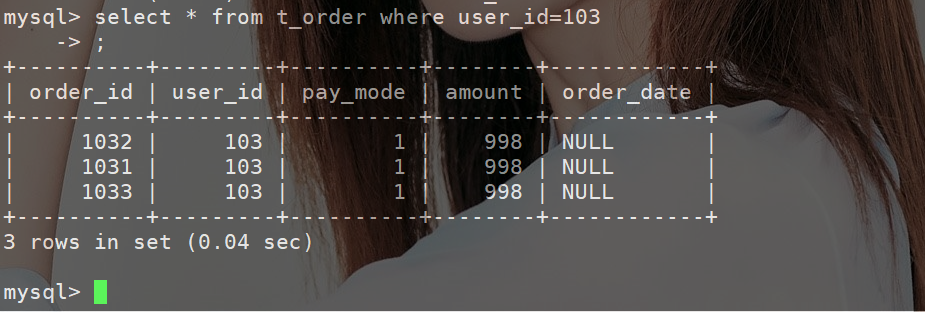 mysql> select * from t_order where user_id=103
    -> ;
+----------+---------+----------+--------+------------+
| order_id | user_id | pay_mode | amount | order_date |
+----------+---------+----------+--------+------------+
|     1032 |     103 |        1 |    998 | NULL       |
|     1031 |     103 |        1 |    998 | NULL       |
|     1033 |     103 |        1 |    998 | NULL       |
+----------+---------+----------+--------+------------+
3 rows in set (0.04 sec)
mysql>